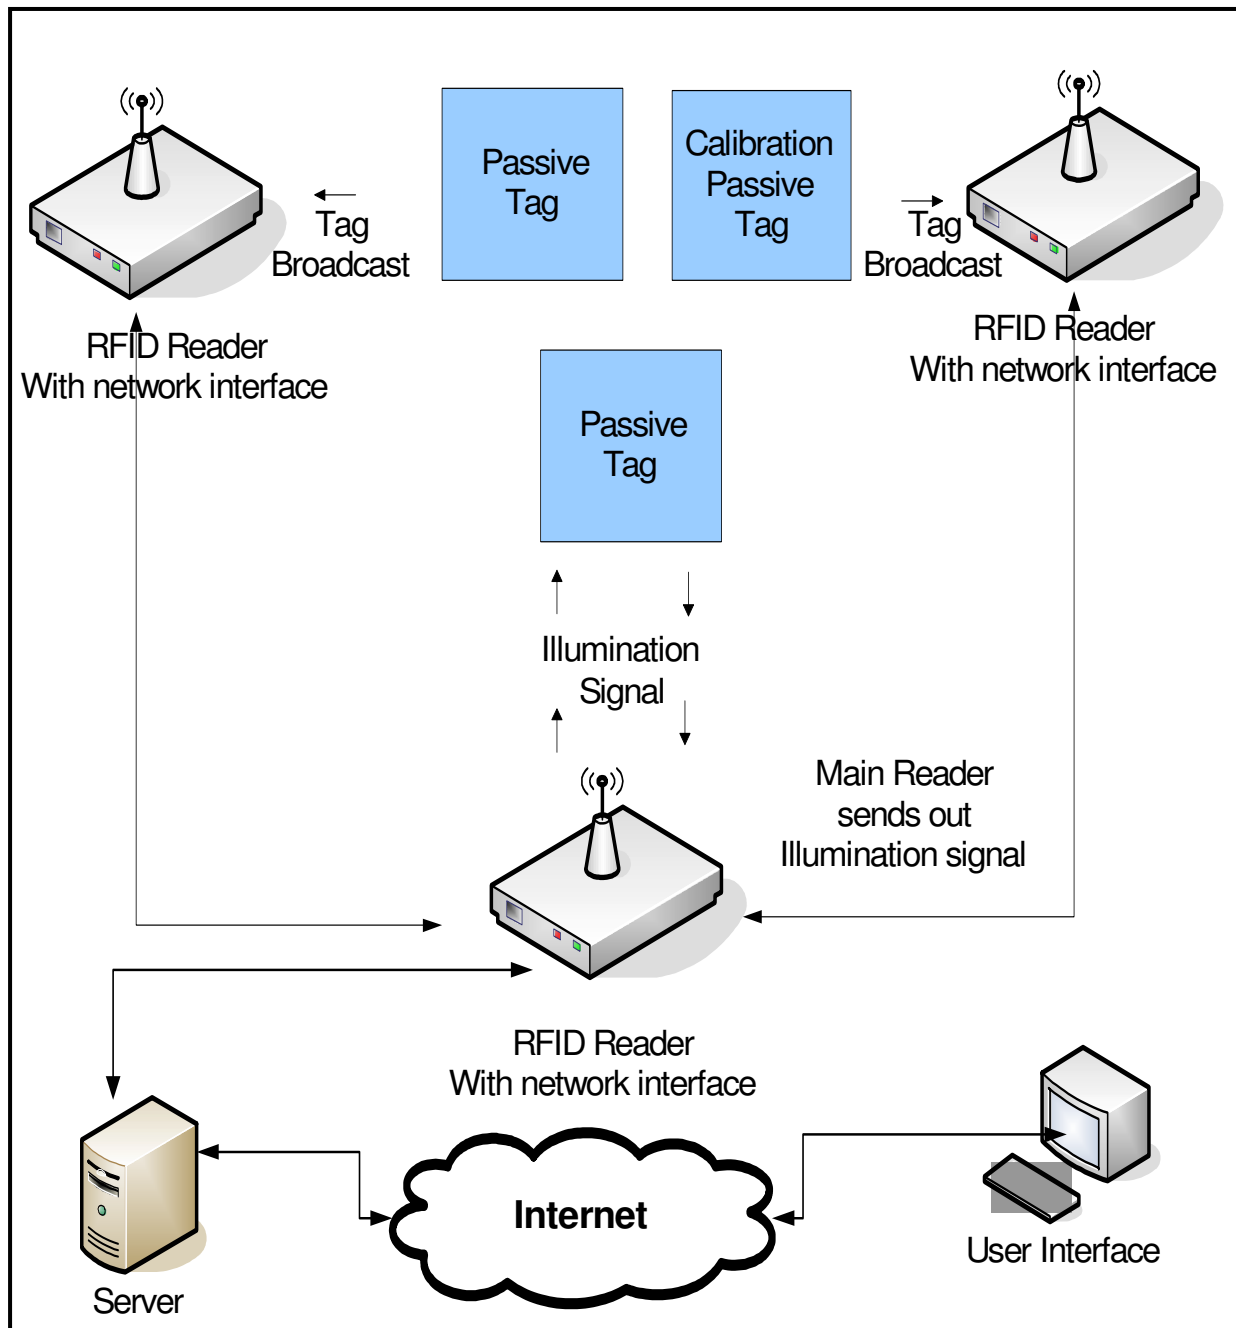 Passive
Tag
Calibration
Passive
Tag
Tag
Broadcast
Tag
Broadcast
RFID Reader
With network interface
RFID Reader
With network interface
Passive
Tag
Illumination
Signal
Main Reader
sends out
Illumination signal
RFID Reader
With network interface
Internet
Server
User Interface